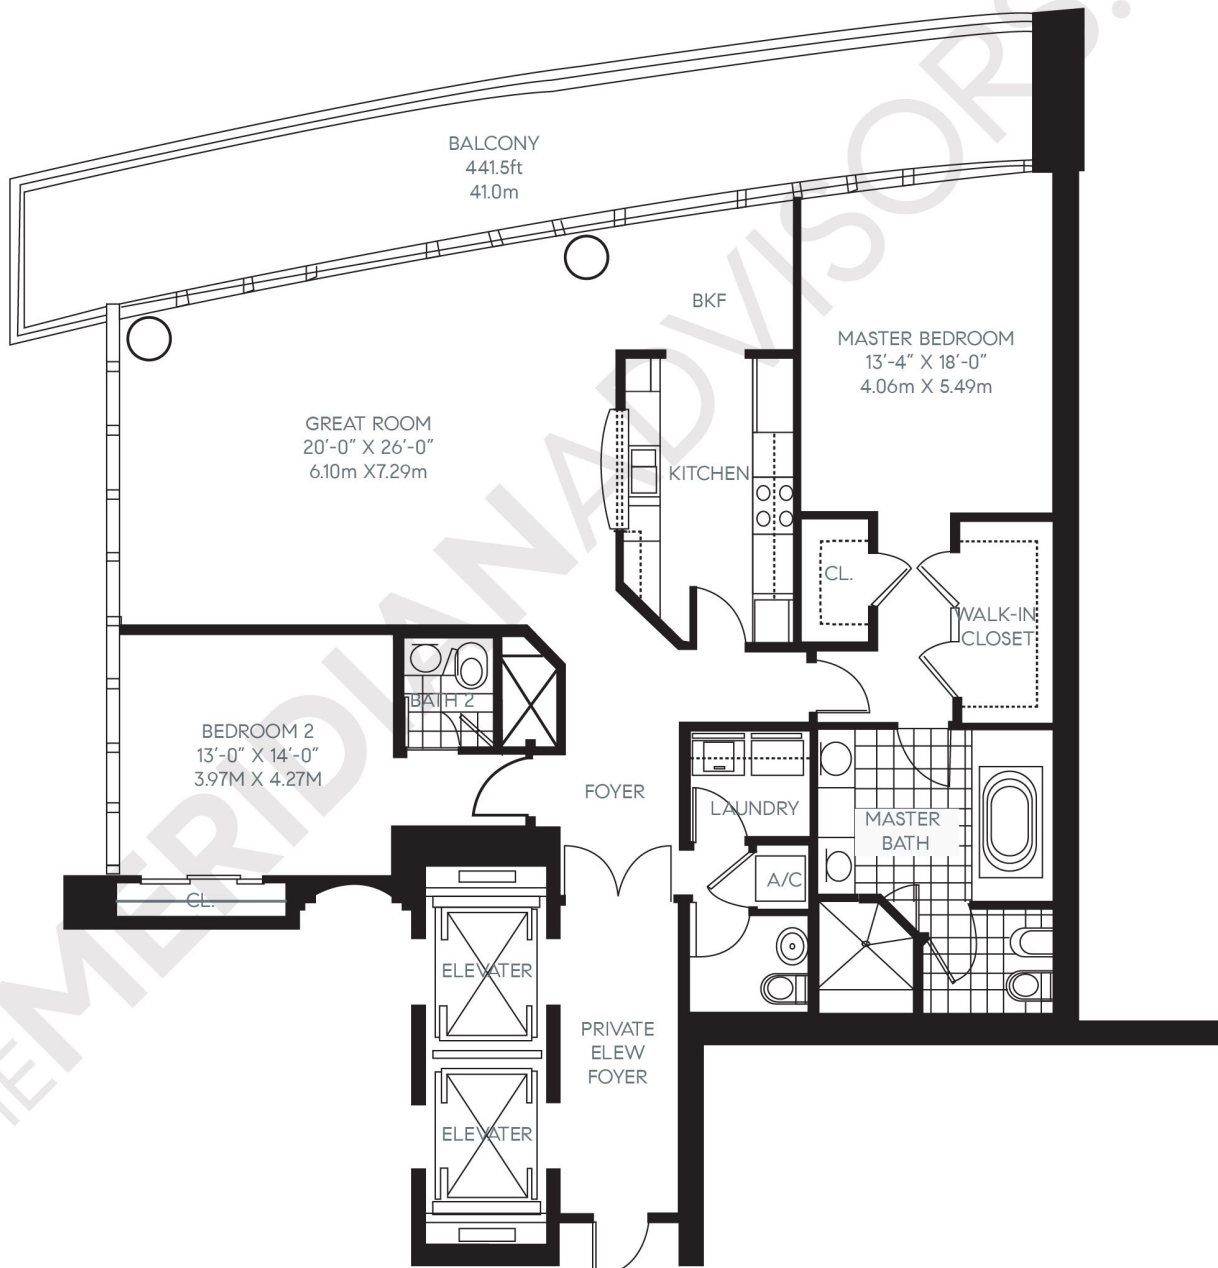 BALCONY
441.5ft
41.0m
BKF
MASTER BEDROOM
13'-4" X 18'-0"
4.06m X 5.49m
GREAT ROOM
20'-0" X 26'-0"
6.10m X7.29m
KITCHEN
CL.
WALK-IN
CLOSET
BATH 2
BEDROOM 2
13'-0" X 14'-0"
3.97M X 4.27M
FOYER
LAUNDRY
MASTER
BATH
A/C
CL.
ELEVATER
PRIVATE
ELEW
FOYER
ELEVATER
MERIDIANADVISORS.